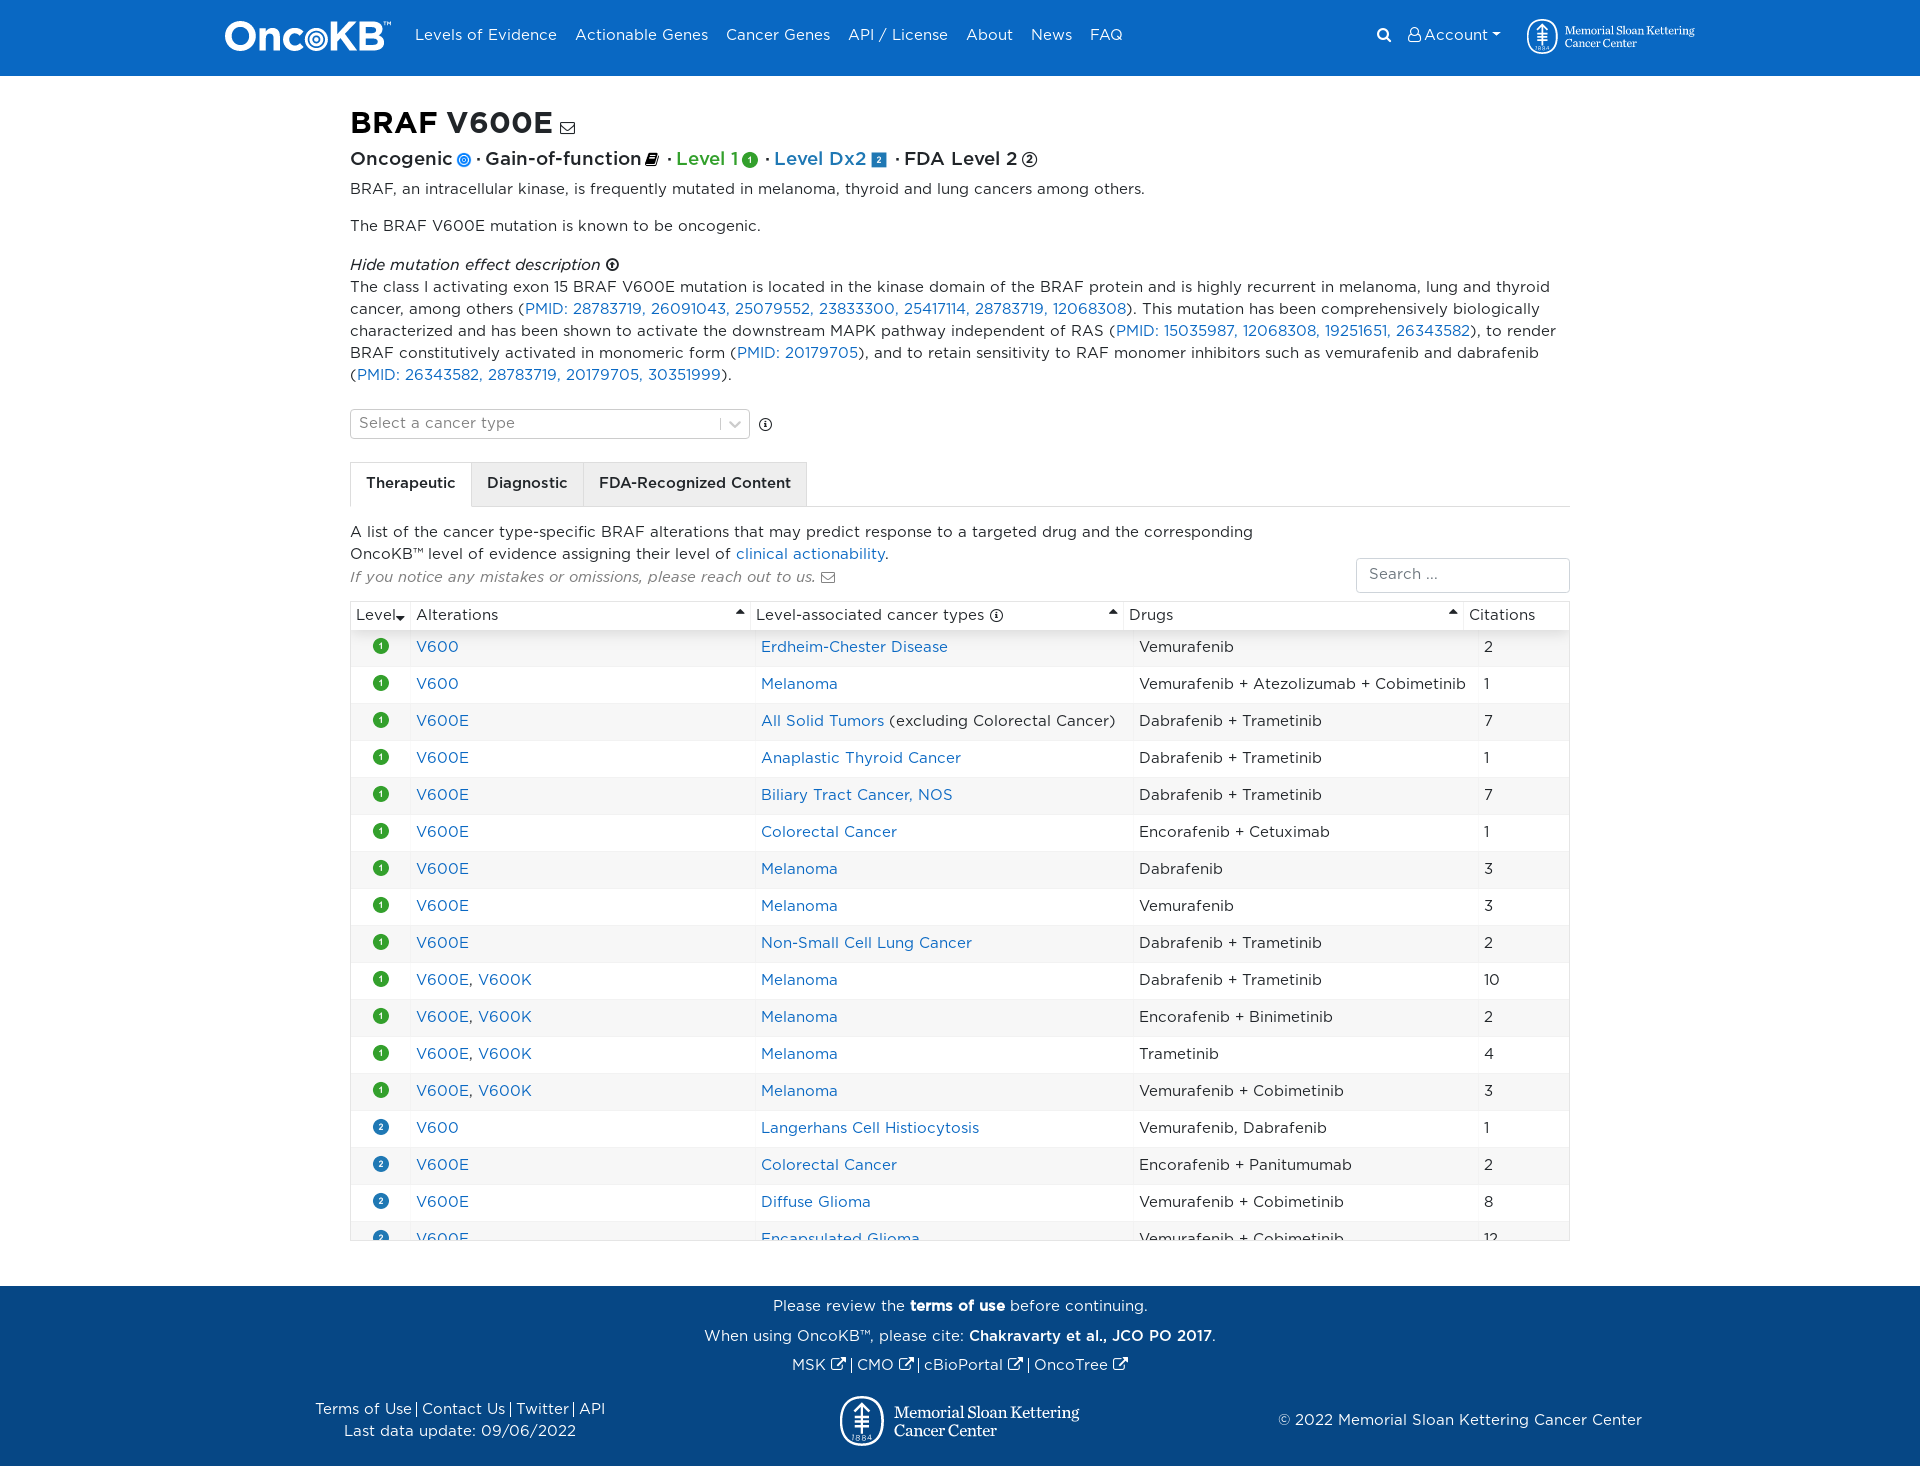 OncoKB™ Levels of Evidence Actionable Genes Cancer Genes API / License About News FAQ Account Memorial Sloan Kettering Cancer Center
BRAF V600E
Oncogenic · Gain-of-function · Level 1 1 · Level Dx2 2 · FDA Level 2 2
BRAF, an intracellular kinase, is frequently mutated in melanoma, thyroid and lung cancers among others.
The BRAF V600E mutation is known to be oncogenic.
Hide mutation effect description
The class I activating exon 15 BRAF V600E mutation is located in the kinase domain of the BRAF protein and is highly recurrent in melanoma, lung and thyroid
cancer, among others (PMID: 28783719, 26091043, 25079552, 23833300, 25417114, 28783719, 12068308). This mutation has been comprehensively biologically
characterized and has been shown to activate the downstream MAPK pathway independent of RAS (PMID: 15035987, 12068308, 19251651, 26343582), to render
BRAF constitutively activated in monomeric form (PMID: 20179705), and to retain sensitivity to RAF monomer inhibitors such as vemurafenib and dabrafenib
(PMID: 26343582, 28783719, 20179705, 30351999).
Select a cancer type
Therapeutic Diagnostic FDA-Recognized Content
A list of the cancer type-specific BRAF alterations that may predict response to a targeted drug and the corresponding
OncoKB™ level of evidence assigning their level of clinical actionability.
If you notice any mistakes or omissions, please reach out to us.
Search ...
Level Alterations Level-associated cancer types Drugs Citations
1 V600 Erdheim-Chester Disease Vemurafenib 2
1 V600 Melanoma Vemurafenib + Atezolizumab + Cobimetinib 1
1 V600E All Solid Tumors (excluding Colorectal Cancer) Dabrafenib + Trametinib 7
1 V600E Anaplastic Thyroid Cancer Dabrafenib + Trametinib 1
1 V600E Biliary Tract Cancer, NOS Dabrafenib + Trametinib 7
1 V600E Colorectal Cancer Encorafenib + Cetuximab 1
1 V600E Melanoma Dabrafenib 3
1 V600E Melanoma Vemurafenib 3
1 V600E Non-Small Cell Lung Cancer Dabrafenib + Trametinib 2
1 V600E, V600K Melanoma Dabrafenib + Trametinib 10
1 V600E, V600K Melanoma Encorafenib + Binimetinib 2
1 V600E, V600K Melanoma Trametinib 4
1 V600E, V600K Melanoma Vemurafenib + Cobimetinib 3
2 V600 Langerhans Cell Histiocytosis Vemurafenib, Dabrafenib 1
2 V600E Colorectal Cancer Encorafenib + Panitumumab 2
2 V600E Diffuse Glioma Vemurafenib + Cobimetinib 8
2 V600E Encapsulated Glioma Vemurafenib + Cobimetinib 12
Please review the terms of use before continuing.
When using OncoKB™, please cite: Chakravarty et al., JCO PO 2017.
MSK | CMO | cBioPortal | OncoTree
Terms of Use | Contact Us | Twitter | API
Last data update: 09/06/2022
1884 Memorial Sloan Kettering
Cancer Center
© 2022 Memorial Sloan Kettering Cancer Center